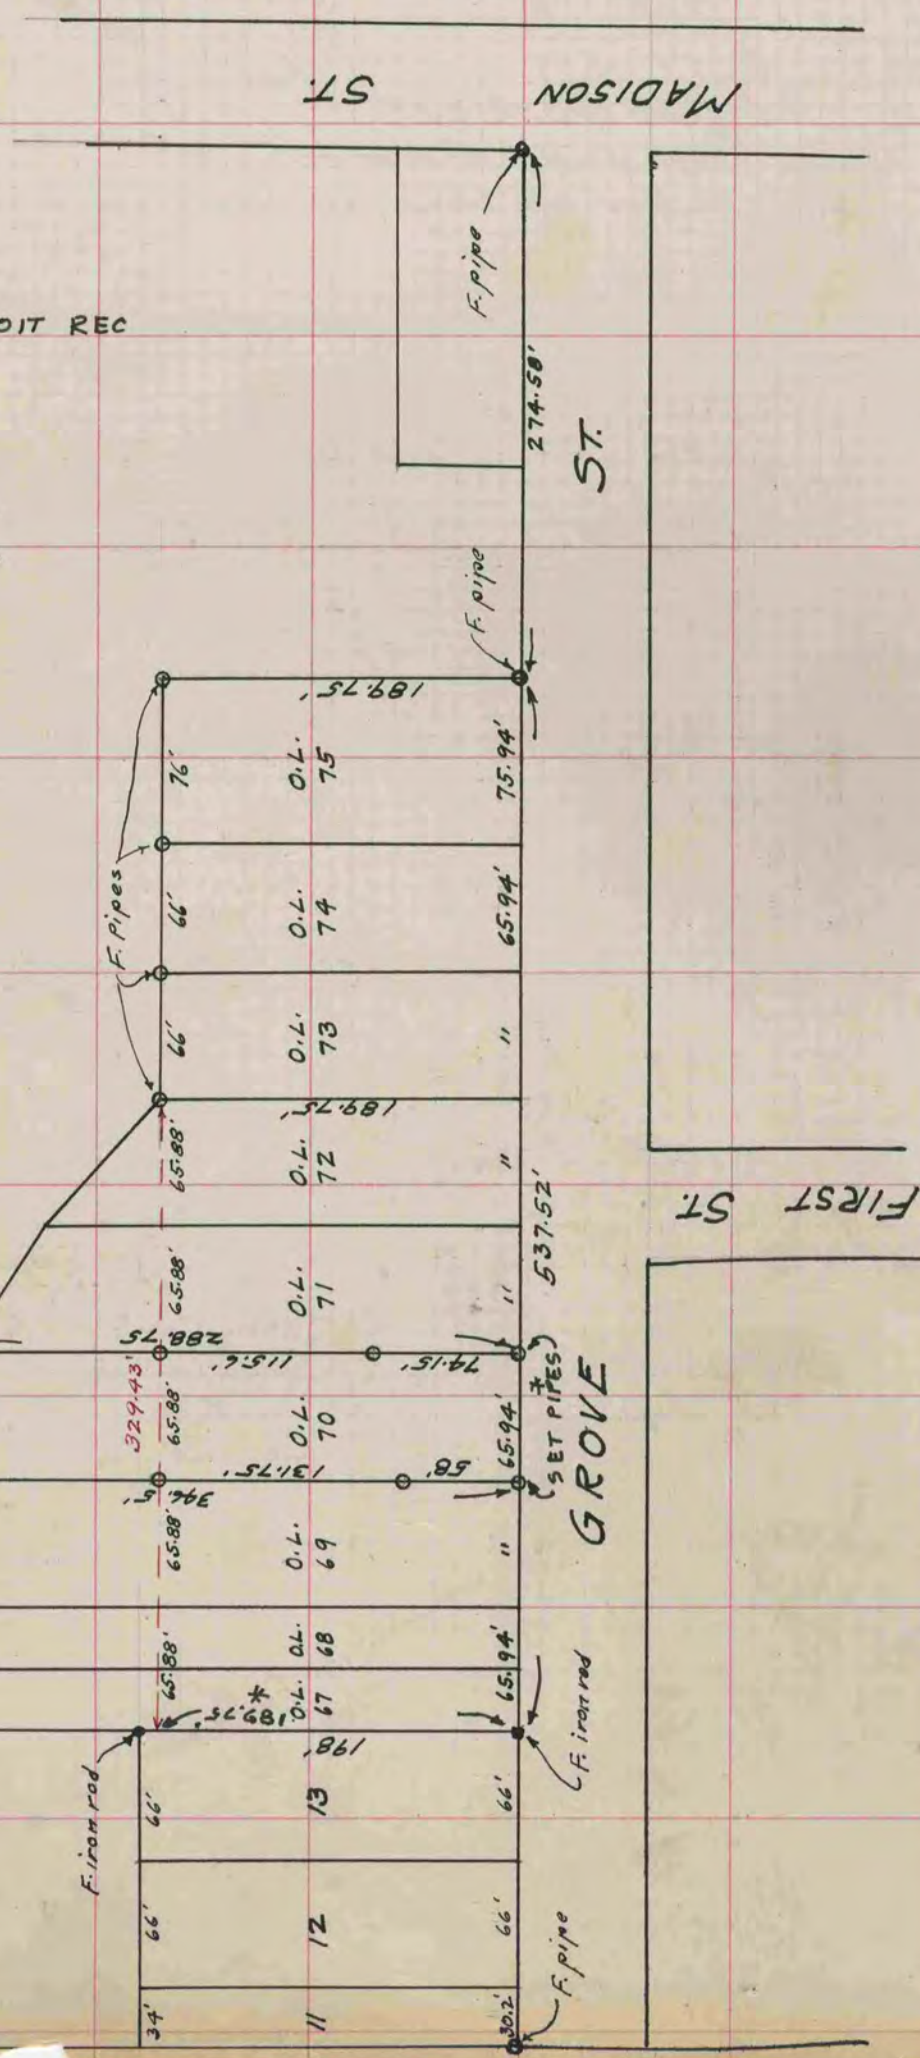 MADISON ST.
OIT REC
F. pipe
274.58'
ST.
F. pipe
189.75'
76'
O.L.
75
75.94'
F. Pipes
66'
O.L.
74
65.94'
66'
O.L.
73
"
189.75'
65.88'
O.L.
72
"
537.52'
FIRST ST.
65.88'
O.L.
71
"
288.75
115.6'
74.15'
329.43'
65.88'
O.L.
70
65.94'
*
(SET PIPES)
GROVE
396.5'
131.75'
58'
65.88'
O.L.
69
"
65.88'
O.L.
68
O.L.
67
65.94'
*
189.75'
198'
F. iron rod
F. iron rod
66'
13
66'
66'
12
66'
34'
11
30.2'
F. pipe